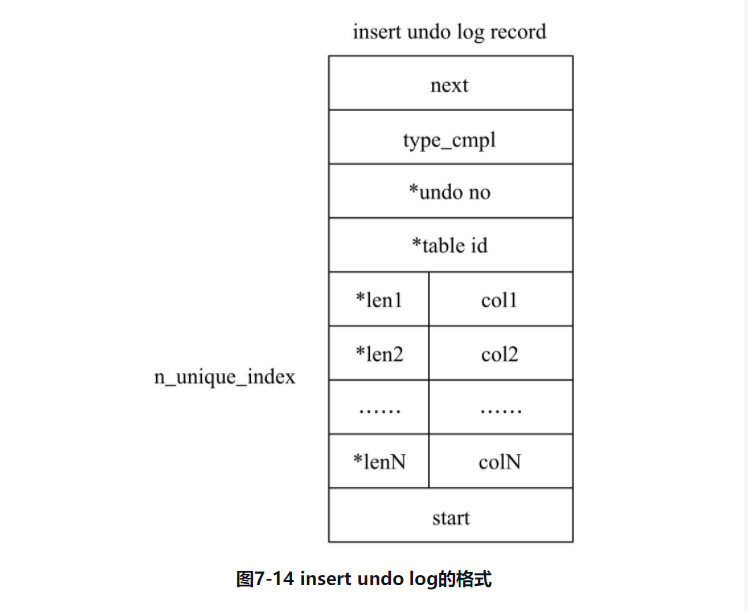 insert undo log record
next
type_cmpl
*undo no
*table id
*len1 col1
*len2 col2
n_unique_index
…… ……
*lenN colN
start
图7-14 insert undo log的格式